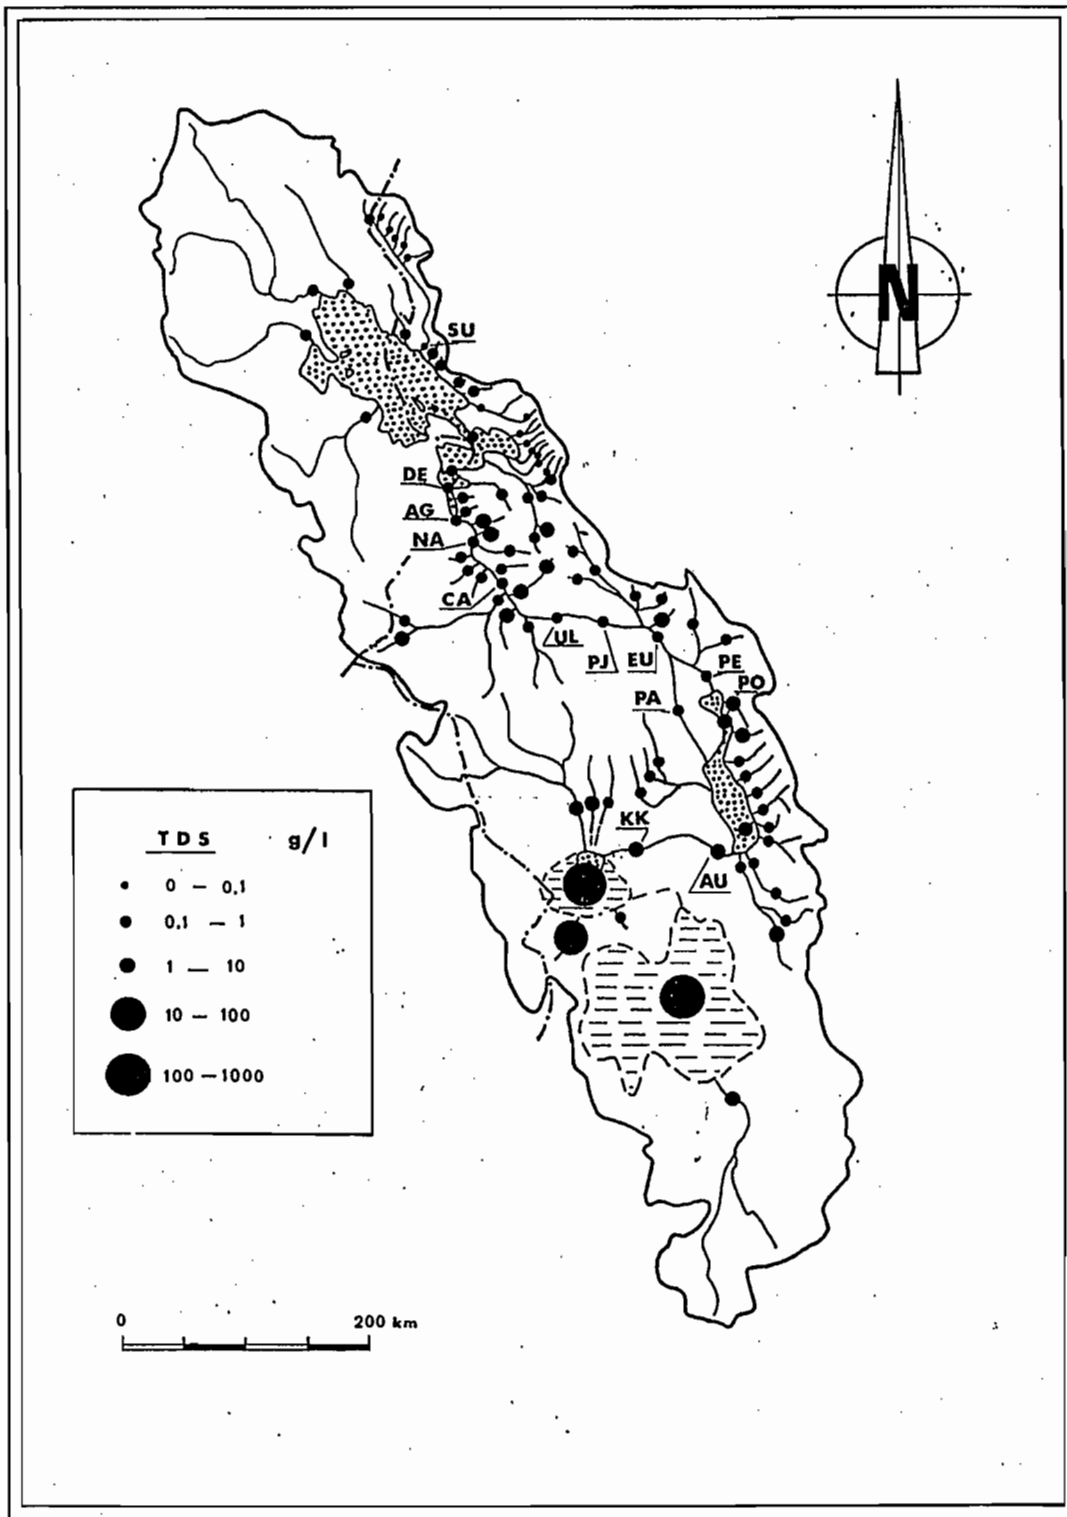 N
SU
DE
AG
NA
CA
UL
PJ
EU
PE
PO
PA
KK
AU
TDS g/l
0 – 0,1
0,1 – 1
1 — 10
10 – 100
100 – 1000
0 200 km